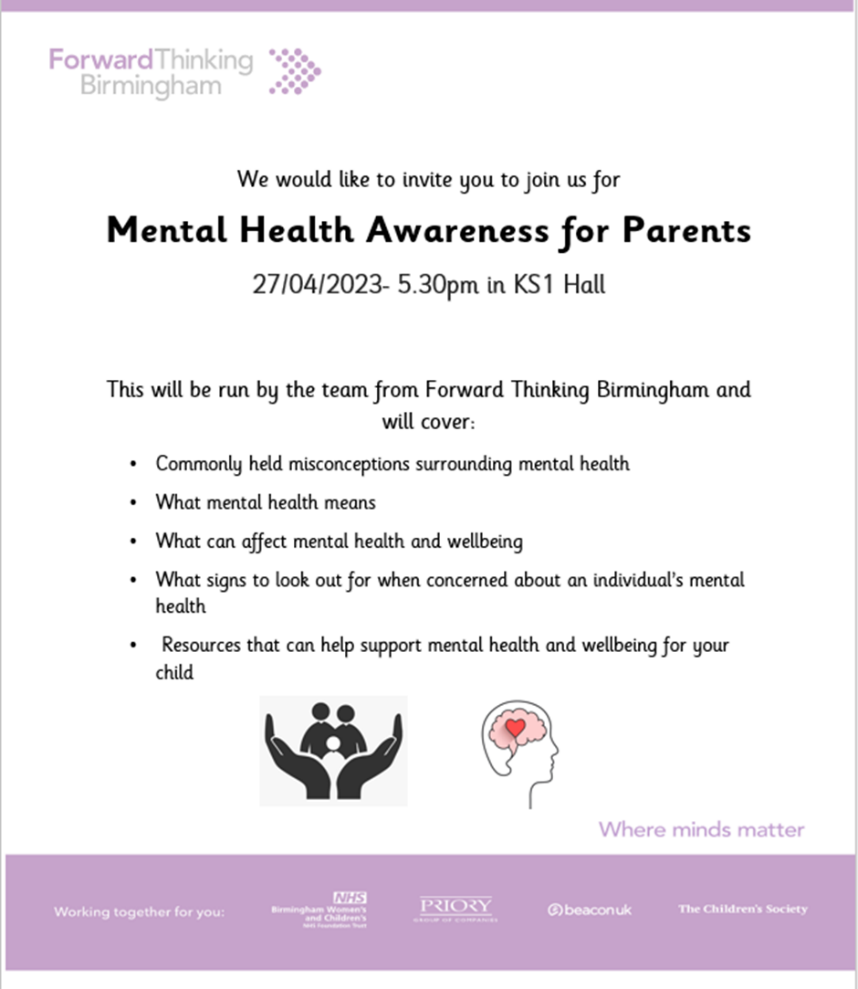 ForwardThinking
Birmingham
We would like to invite you to join us for
Mental Health Awareness for Parents
27/04/2023- 5.30pm in KS1 Hall
This will be run by the team from Forward Thinking Birmingham and
will cover:
• Commonly held misconceptions surrounding mental health
• What mental health means
• What can affect mental health and wellbeing
• What signs to look out for when concerned about an individual's mental
health
• Resources that can help support mental health and wellbeing for your
child
Where minds matter
Working together for you:
NHS
Birmingham Women's
and Children's
NHS Foundation Trust
PRIORY
GROUP OF COMPANIES
beaconuk
The Children's Society